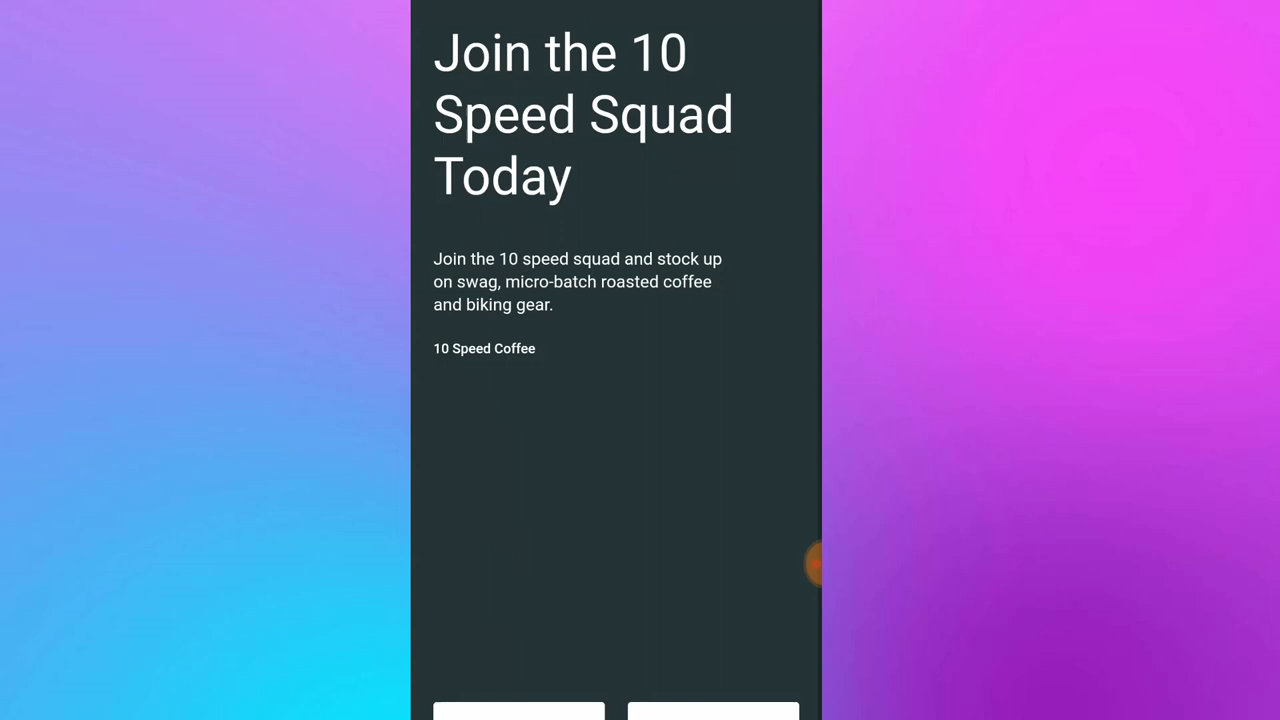 Join the 10
Speed Squad
Today
Join the 10 speed squad and stock up
on swag, micro-batch roasted coffee
and biking gear.
10 Speed Coffee